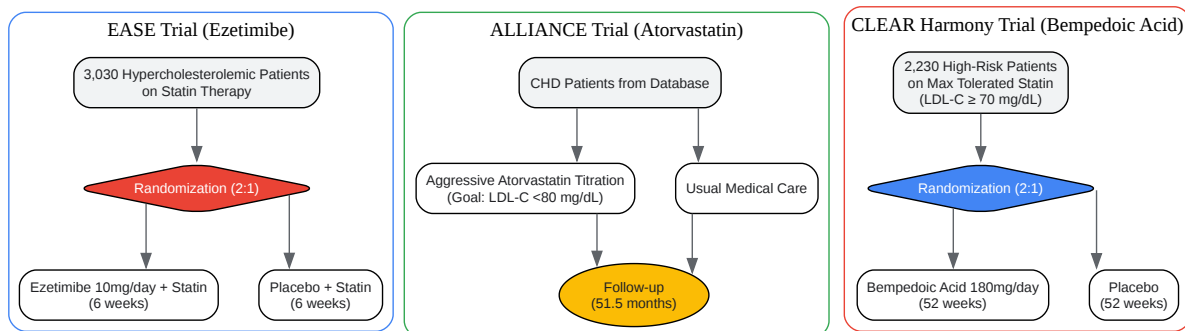 EASE Trial (Ezetimibe)
3,030 Hypercholesterolemic Patients
on Statin Therapy
Randomization (2:1)
Ezetimibe 10mg/day + Statin
(6 weeks)
Placebo + Statin
(6 weeks)
ALLIANCE Trial (Atorvastatin)
CHD Patients from Database
Aggressive Atorvastatin Titration
(Goal: LDL-C <80 mg/dL)
Usual Medical Care
Follow-up
(51.5 months)
CLEAR Harmony Trial (Bempedoic Acid)
2,230 High-Risk Patients
on Max Tolerated Statin
(LDL-C ≥ 70 mg/dL)
Randomization (2:1)
Bempedoic Acid 180mg/day
(52 weeks)
Placebo
(52 weeks)